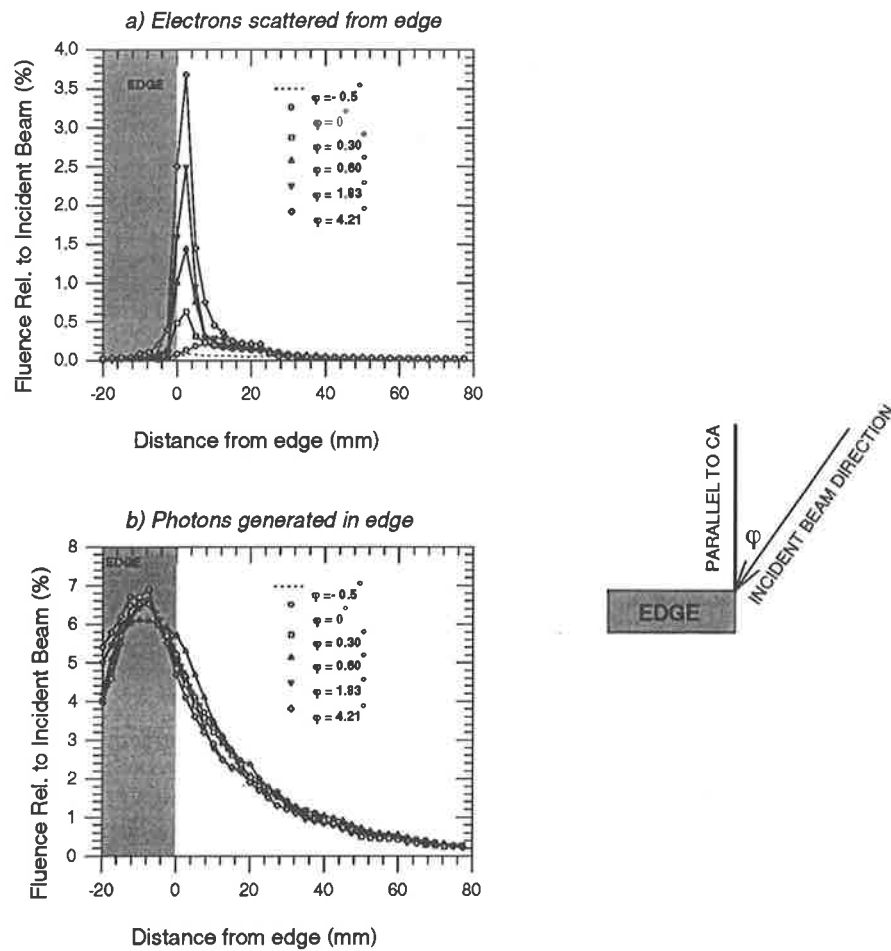 a) Electrons scattered from edge
Fluence Rel. to Incident Beam (%)
4.0
3.5
3.0
2.5
2.0
1.5
1.0
0.5
0.0
EDGE
φ = - 0.5°
φ = 0°
φ = 0.30°
φ = 0.60°
φ = 1.93°
φ = 4.21°
-20 0 20 40 60 80
Distance from edge (mm)
b) Photons generated in edge
Fluence Rel. to Incident Beam (%)
8
7
6
5
4
3
2
1
0
EDGE
φ = - 0.5°
φ = 0°
φ = 0.30°
φ = 0.60°
φ = 1.93°
φ = 4.21°
-20 0 20 40 60 80
Distance from edge (mm)
PARALLEL TO CA
φ
INCIDENT BEAM DIRECTION
EDGE